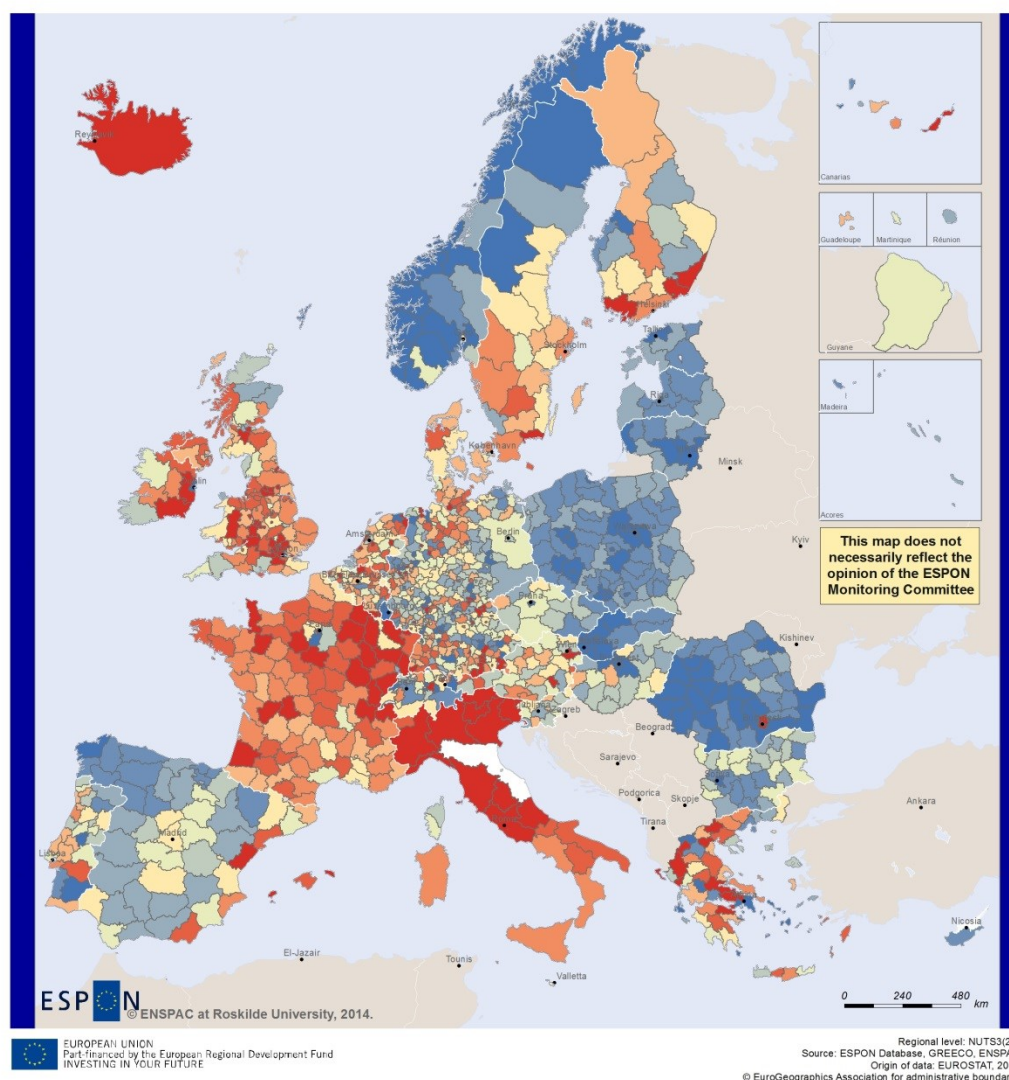 Reykjavik
Canarias
Guadeloupe
Martinique
Réunion
Guyane
Madeira
Acores
Helsinki
Stockholm
København
Minsk
Amsterdam
Berlin
Kyiv
Praha
Kishinev
This map does not
necessarily reflect the
opinion of the ESPON
Monitoring Committee
Zagreb
Beograd
Sarajevo
Podgorica
Skopje
Tirana
Ankara
Madrid
Lisboa
Nicosia
El-Jazair
Tounis
Valletta
ESPON
© ENSPAC at Roskilde University, 2014.
0 240 480 km
EUROPEAN UNION
Part-financed by the European Regional Development Fund
INVESTING IN YOUR FUTURE
Regional level: NUTS3(2
Source: ESPON Database, GREECO, ENSPA
Origin of data: EUROSTAT, 20
© EuroGeographics Association for administrative boundar